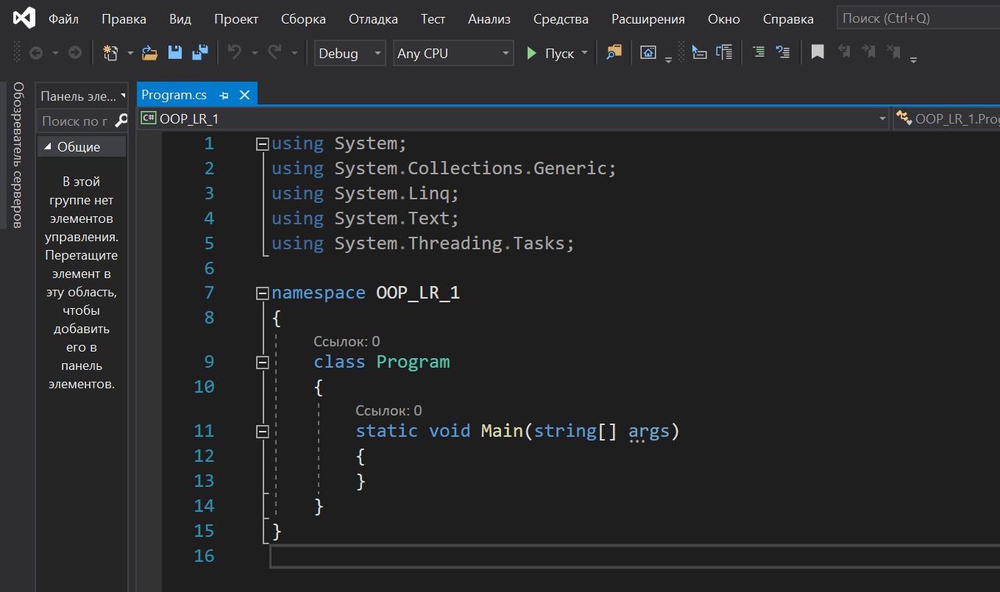 Файл Правка Вид Проект Сборка Отладка Тест Анализ Средства Расширения Окно Справка Поиск (Ctrl+Q)
Debug Any CPU Пуск
Обозреватель серверов
Панель эле...
Поиск по п
Общие
В этой
группе нет
элементов
управления.
Перетащите
элемент в
эту область,
чтобы
добавить
его в
панель
элементов.
Program.cs
C# OOP_LR_1 OOP_LR_1.Prog
1 using System;
2 using System.Collections.Generic;
3 using System.Linq;
4 using System.Text;
5 using System.Threading.Tasks;
6
7 namespace OOP_LR_1
8 {
Ссылок: 0
9 class Program
10 {
Ссылок: 0
11 static void Main(string[] args)
12 {
13 }
14 }
15 }
16